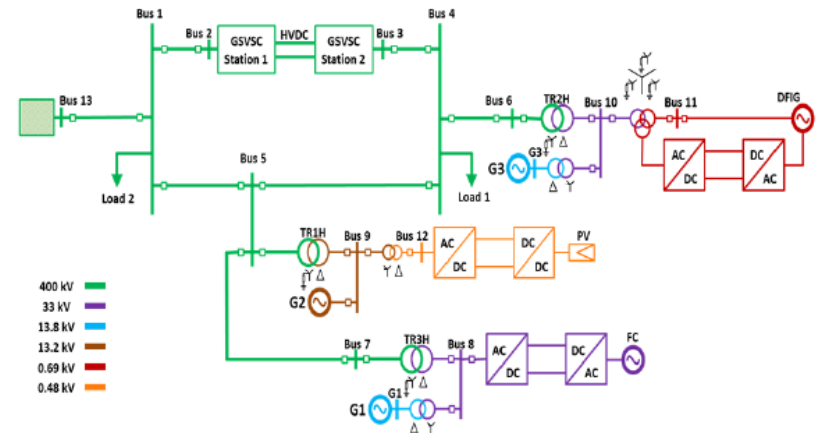 Bus 1
Bus 4
Bus 2
GSVSC
Station 1
HVDC
GSVSC
Station 2
Bus 3
Bus 13
Bus 6
TR2H
Bus 10
Bus 11
DFIG
Bus 5
Load 2
Load 1
G3
G3
Y Δ
Δ Y
AC
DC
DC
AC
TR1H
Bus 9
Bus 12
Y Δ
Y Δ
G2
AC
DC
DC
DC
PV
400 kV
33 kV
13.8 kV
13.2 kV
0.69 kV
0.48 kV
Bus 7
TR3H
Bus 8
Y Δ
AC
DC
DC
AC
FC
G1
G1
Δ Y